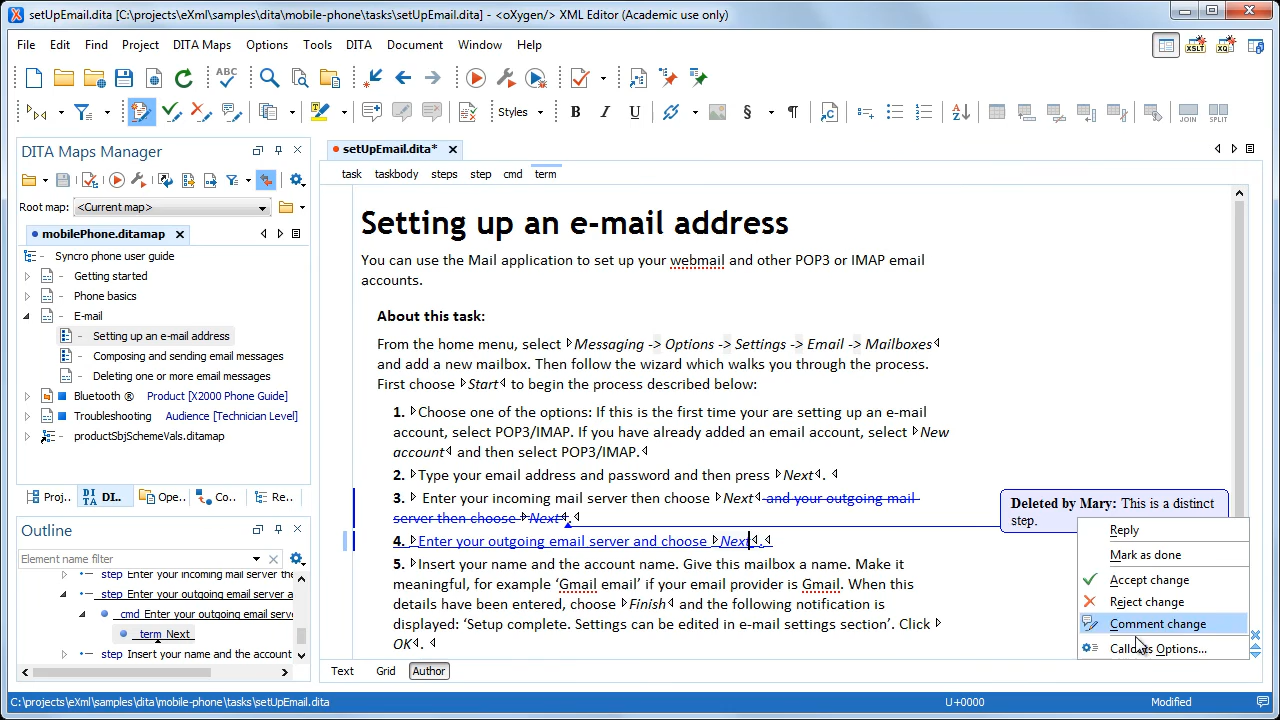 setUpEmail.dita [C:\projects\eXml\samples\dita\mobile-phone\tasks\setUpEmail.dita] - <oXygen/> XML Editor (Academic use only)
File Edit Find Project DITA Maps Options Tools DITA Document Window Help
XSLT XQ
ABC
Styles B I U § ¶ JOIN SPLIT
DITA Maps Manager
setUpEmail.dita*
task taskbody steps step cmd term
Root map: <Current map>
mobilePhone.ditamap
Syncro phone user guide
Getting started
Phone basics
E-mail
Setting up an e-mail address
Composing and sending email messages
Deleting one or more email messages
Bluetooth ® Product [X2000 Phone Guide]
Troubleshooting Audience [Technician Level]
productSbjSchemeVals.ditamap
Proj... DITA DI... Ope... Co... Re...
Outline
Element name filter
step Enter your incoming mail server the
step Enter your outgoing email server a
cmd Enter your outgoing email serve
term Next
step Insert your name and the account
Setting up an e-mail address
You can use the Mail application to set up your webmail and other POP3 or IMAP email
accounts.
About this task:
From the home menu, select Messaging -> Options -> Settings -> Email -> Mailboxes
and add a new mailbox. Then follow the wizard which walks you through the process.
First choose Start to begin the process described below:
1. Choose one of the options: If this is the first time your are setting up an e-mail
account, select POP3/IMAP. If you have already added an email account, select New
account and then select POP3/IMAP.
2. Type your email address and password and then press Next .
3. Enter your incoming mail server then choose Next and your outgoing mail
server then choose Next .
4. Enter your outgoing email server and choose Next .
5. Insert your name and the account name. Give this mailbox a name. Make it
meaningful, for example ‘Gmail email’ if your email provider is Gmail. When this
details have been entered, choose Finish and the following notification is
displayed: ‘Setup complete. Settings can be edited in e-mail settings section’. Click
OK .
Deleted by Mary: This is a distinct
step.
Reply
Mark as done
Accept change
Reject change
Comment change
Callouts Options...
Text Grid Author
C:\projects\eXml\samples\dita\mobile-phone\tasks\setUpEmail.dita U+0000 Modified